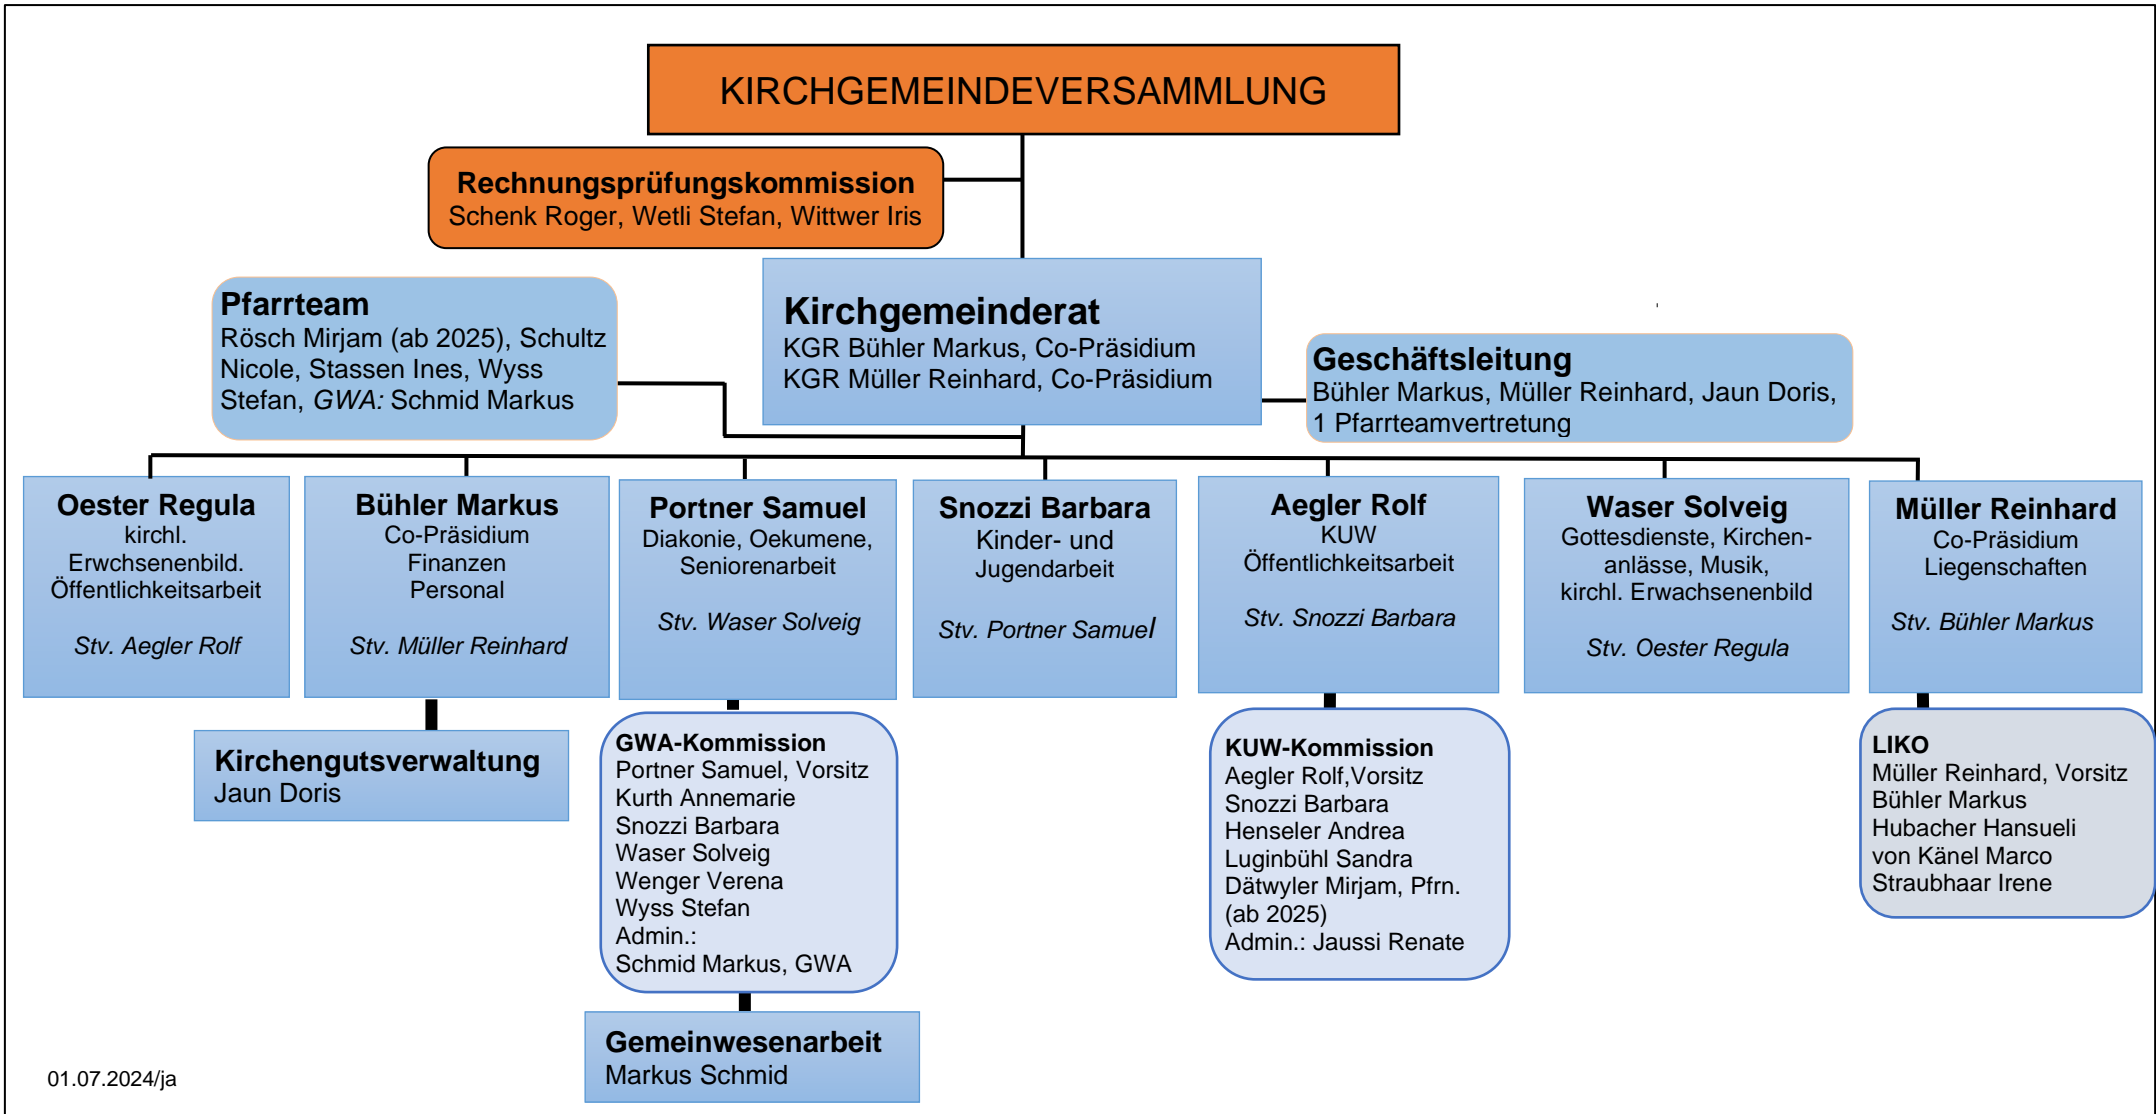 KIRCHGEMEINDEVERSAMMLUNG
Rechnungsprüfungskommission
Schenk Roger, Wetli Stefan, Wittwer Iris
Pfarrteam
Rösch Mirjam (ab 2025), Schultz
Nicole, Stassen Ines, Wyss
Stefan, GWA: Schmid Markus
Kirchgemeinderat
KGR Bühler Markus, Co-Präsidium
KGR Müller Reinhard, Co-Präsidium
Geschäftsleitung
Bühler Markus, Müller Reinhard, Jaun Doris,
1 Pfarrteamvertretung
Oester Regula
kirchl.
Erwchsenenbild.
Öffentlichkeitsarbeit
Stv. Aegler Rolf
Bühler Markus
Co-Präsidium
Finanzen
Personal
Stv. Müller Reinhard
Portner Samuel
Diakonie, Oekumene,
Seniorenarbeit
Stv. Waser Solveig
Snozzi Barbara
Kinder- und
Jugendarbeit
Stv. Portner Samuel
Aegler Rolf
KUW
Öffentlichkeitsarbeit
Stv. Snozzi Barbara
Waser Solveig
Gottesdienste, Kirchen-
anlässe, Musik,
kirchl. Erwachsenenbild
Stv. Oester Regula
Müller Reinhard
Co-Präsidium
Liegenschaften
Stv. Bühler Markus
Kirchengutsverwaltung
Jaun Doris
GWA-Kommission
Portner Samuel, Vorsitz
Kurth Annemarie
Snozzi Barbara
Waser Solveig
Wenger Verena
Wyss Stefan
Admin.:
Schmid Markus, GWA
KUW-Kommission
Aegler Rolf,Vorsitz
Snozzi Barbara
Henseler Andrea
Luginbühl Sandra
Dätwyler Mirjam, Pfrn.
(ab 2025)
Admin.: Jaussi Renate
LIKO
Müller Reinhard, Vorsitz
Bühler Markus
Hubacher Hansueli
von Känel Marco
Straubhaar Irene
Gemeinwesenarbeit
Markus Schmid
01.07.2024/ja